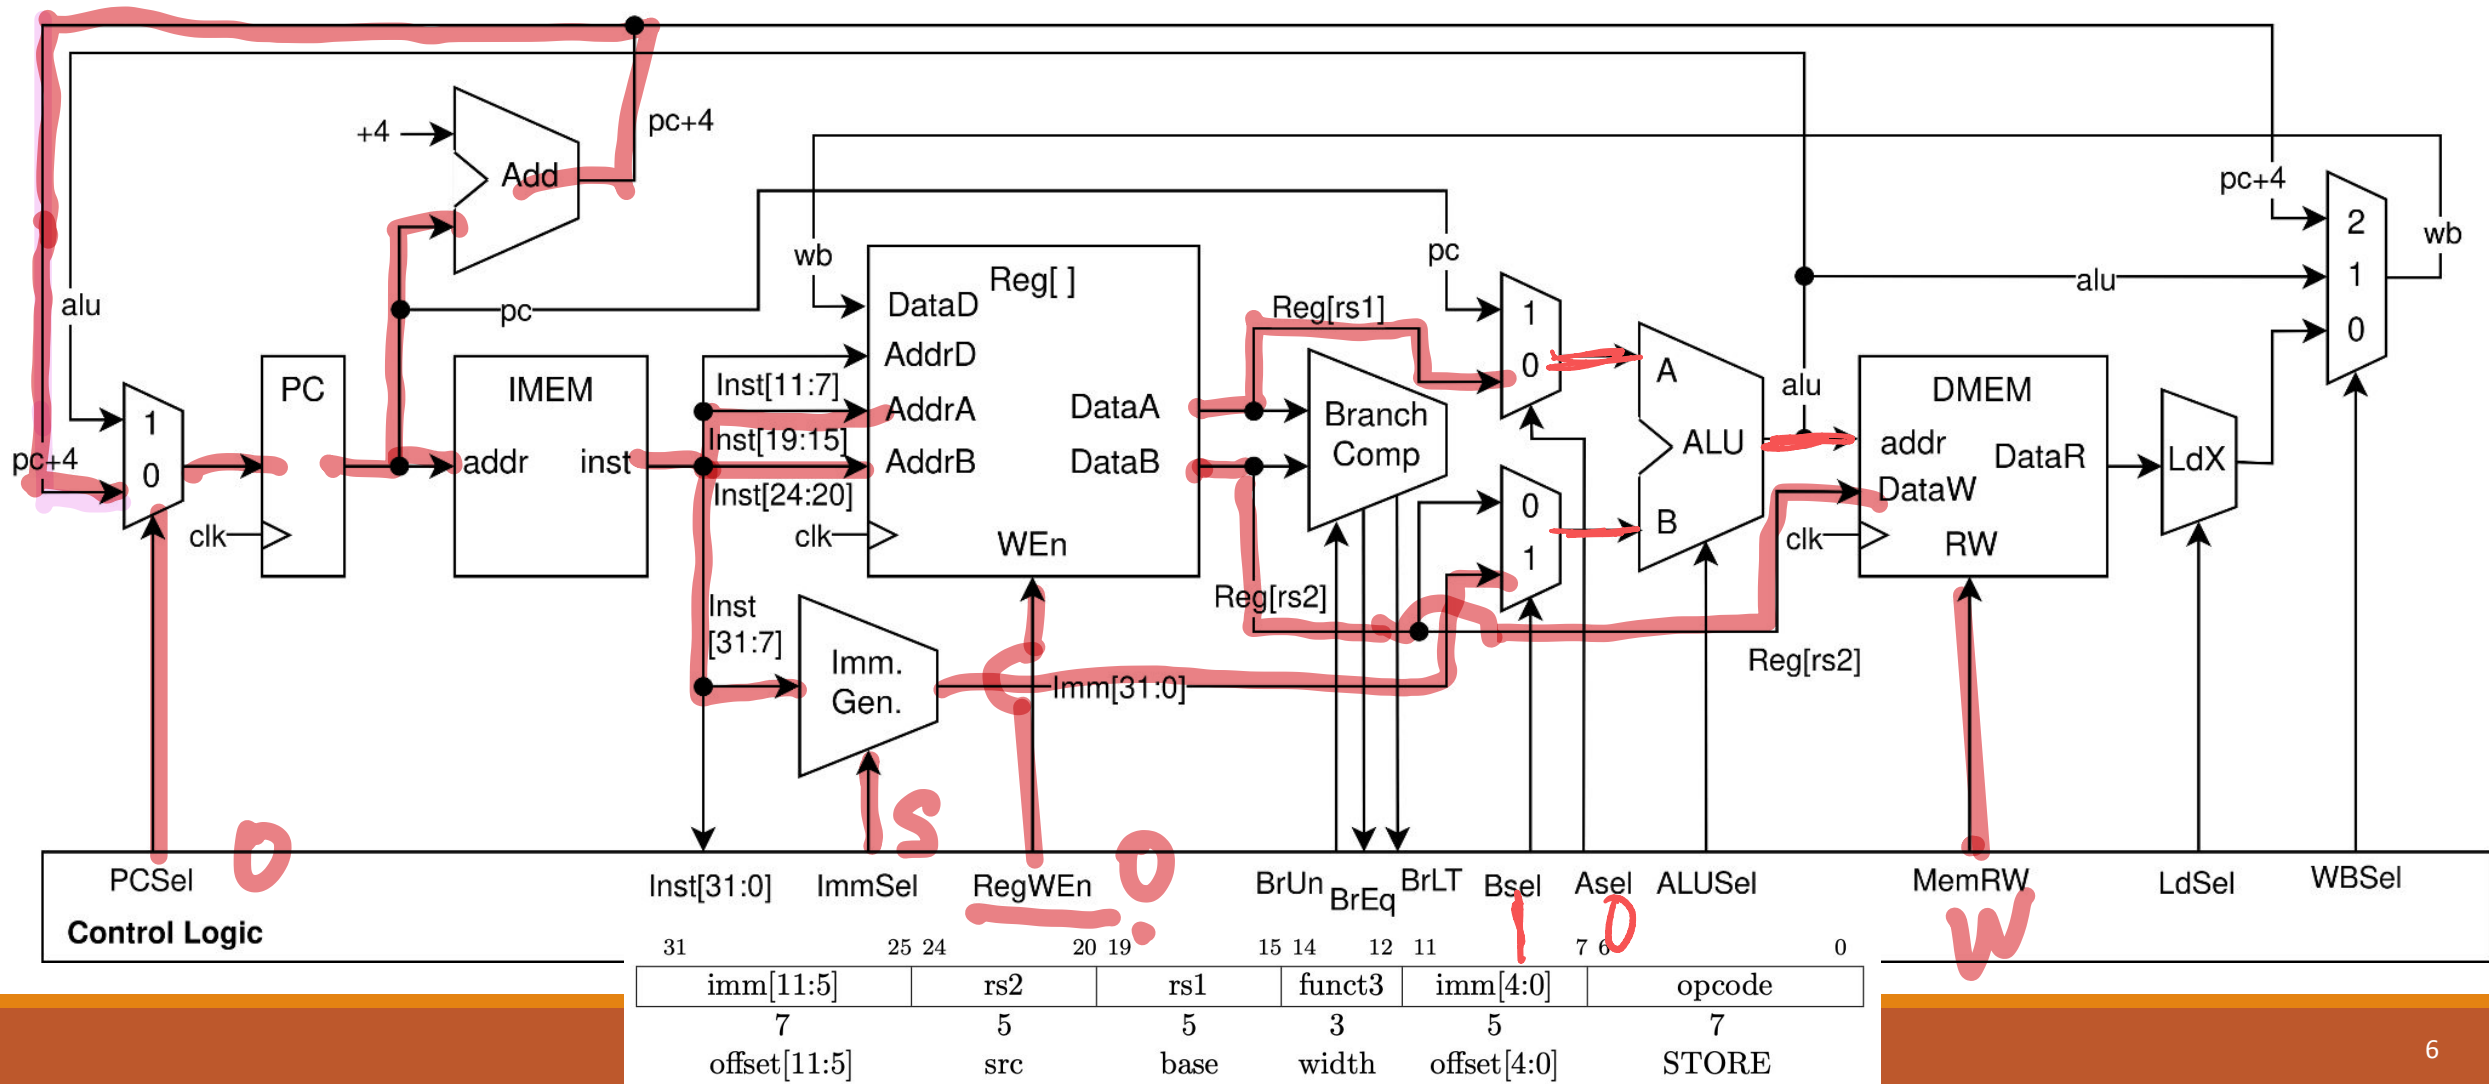 +4
Add
pc+4
pc+4
2
wb
wb
pc
Reg[ ]
alu
1
alu
pc
DataD
Reg[rs1]
1
0
PC
IMEM
Inst[11:7]
AddrD
0
A
alu
DMEM
1
AddrA
DataA
Branch
Comp
Inst[19:15]
ALU
addr
pc+4
0
addr
inst
AddrB
DataB
DataR
LdX
Inst[24:20]
0
B
DataW
clk
clk
WEn
1
clk
RW
Inst
[31:7]
Reg[rs2]
Imm.
Gen.
Imm[31:0]
Reg[rs2]
S
0
0
PCSel
Inst[31:0]
ImmSel
RegWEn
BrUn
BrEq
BrLT
Bsel
Asel
ALUSel
MemRW
LdSel
WBSel
1
0
W
Control Logic
31 25 24 20 19 15 14 12 11 7 6 0
imm[11:5] rs2 rs1 funct3 imm[4:0] opcode
7 5 5 3 5 7
offset[11:5] src base width offset[4:0] STORE
6